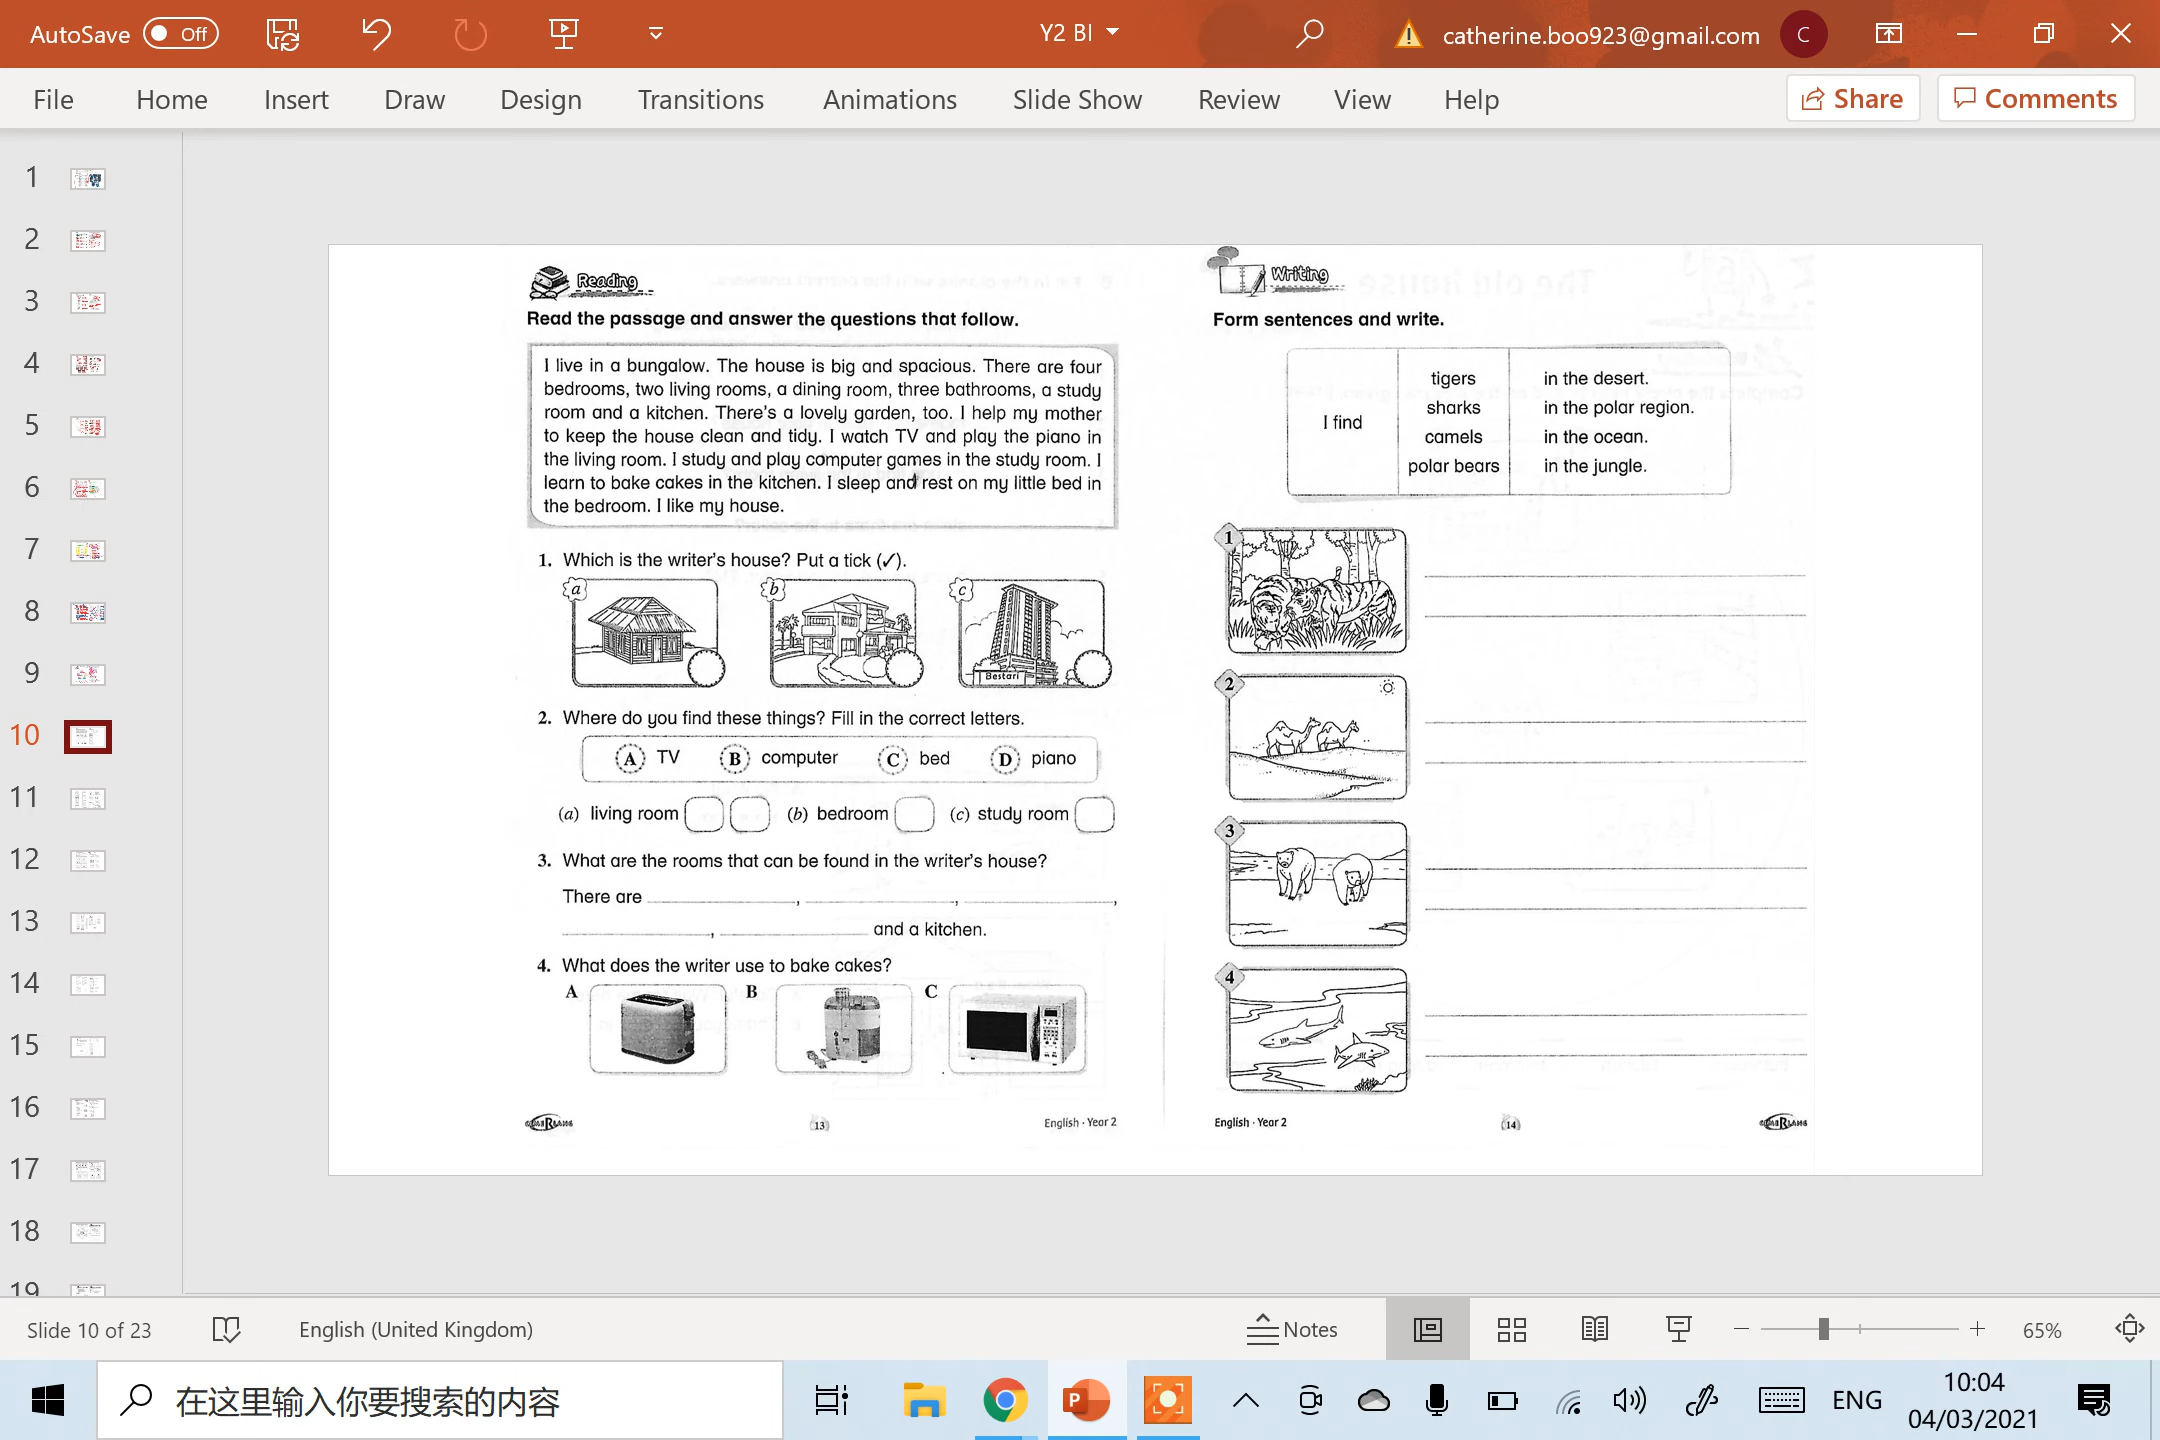 AutoSave Off Y2 BI catherine.boo923@gmail.com C
File Home Insert Draw Design Transitions Animations Slide Show Review View Help Share Comments
1
2
3
4
5
6
7
8
9
10
11
12
13
14
15
16
17
18
19
Reading
Read the passage and answer the questions that follow.
I live in a bungalow. The house is big and spacious. There are four
bedrooms, two living rooms, a dining room, three bathrooms, a study
room and a kitchen. There's a lovely garden, too. I help my mother
to keep the house clean and tidy. I watch TV and play the piano in
the living room. I study and play computer games in the study room. I
learn to bake cakes in the kitchen. I sleep and rest on my little bed in
the bedroom. I like my house.
1. Which is the writer's house? Put a tick (✓).
a b c
Bestari
2. Where do you find these things? Fill in the correct letters.
A TV B computer C bed D piano
(a) living room (b) bedroom (c) study room
3. What are the rooms that can be found in the writer's house?
There are , , ,
, and a kitchen.
4. What does the writer use to bake cakes?
A B C
13 English · Year 2
Writing
Form sentences and write.
I find
tigers
sharks
camels
polar bears
in the desert.
in the polar region.
in the ocean.
in the jungle.
1
2
3
4
English · Year 2 14
Slide 10 of 23 English (United Kingdom) Notes 65%
在这里输入你要搜索的内容 P ENG 10:04
04/03/2021